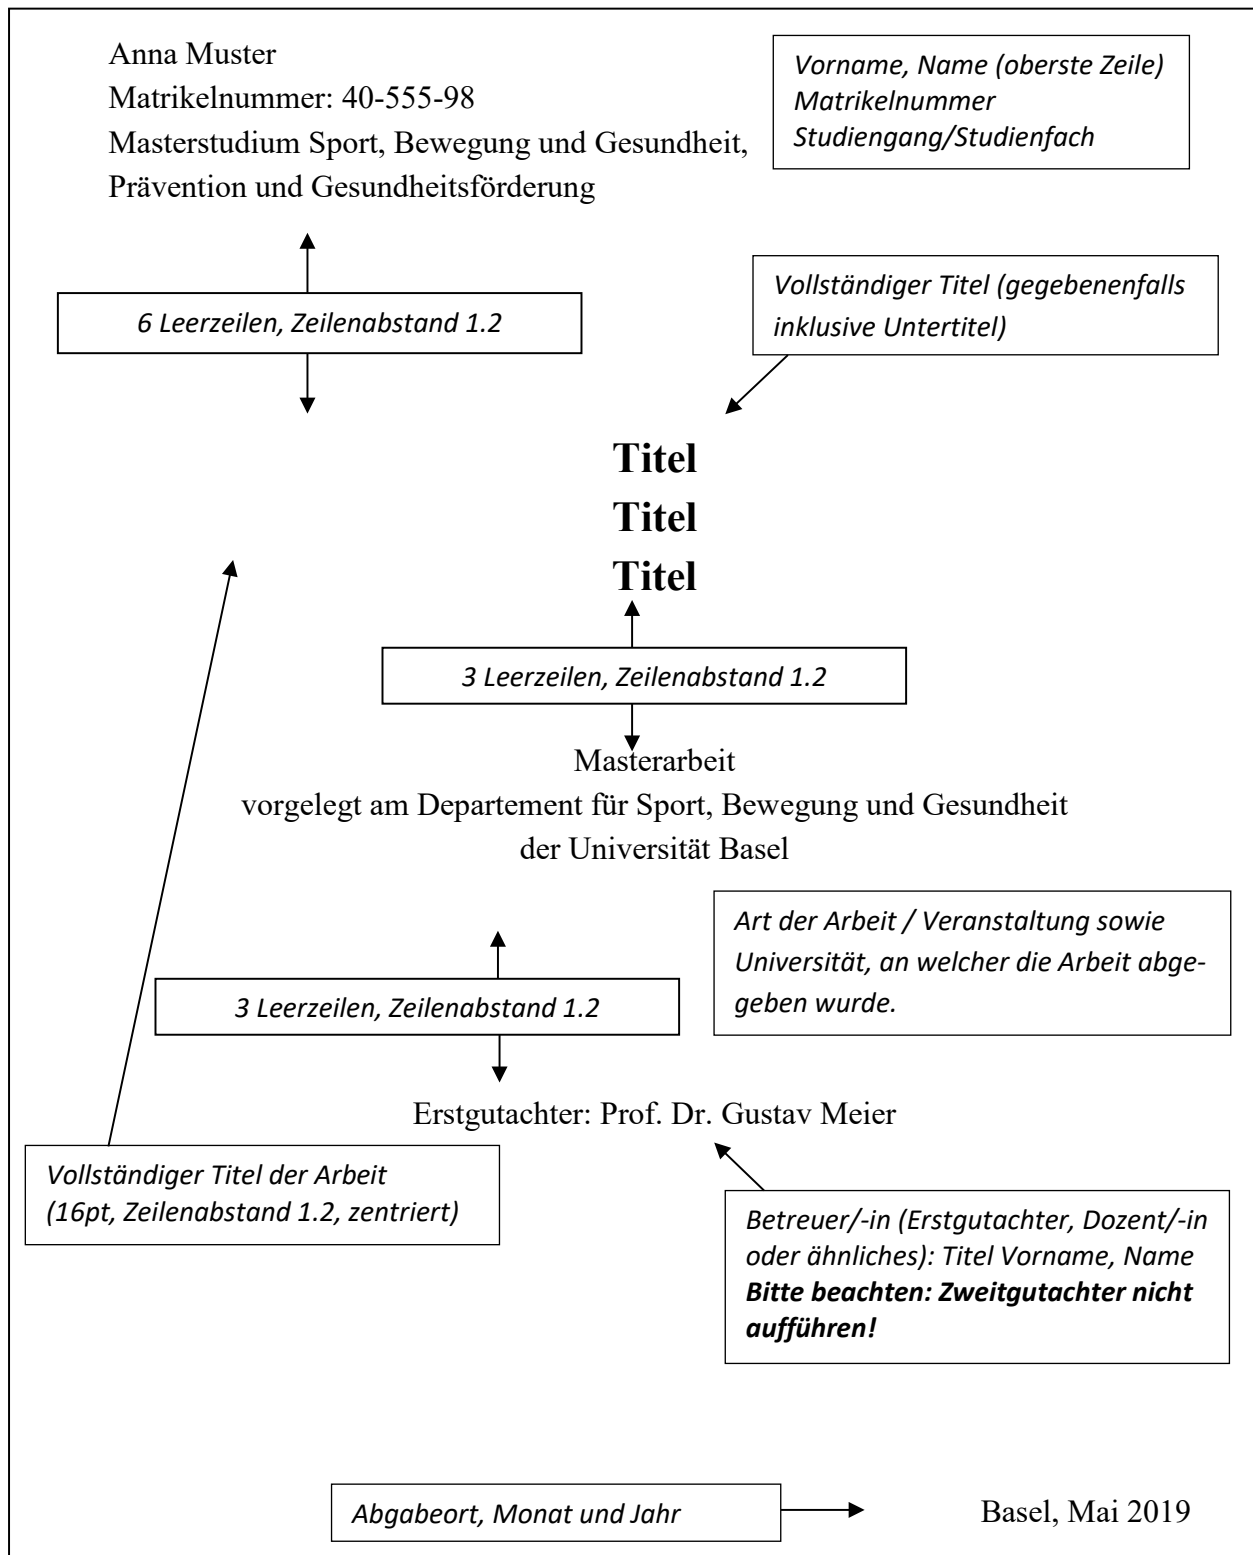 Anna Muster
Matrikelnummer: 40-555-98
Masterstudium Sport, Bewegung und Gesundheit,
Prävention und Gesundheitsförderung
Vorname, Name (oberste Zeile)
Matrikelnummer
Studiengang/Studienfach
6 Leerzeilen, Zeilenabstand 1.2
Vollständiger Titel (gegebenenfalls
inklusive Untertitel)
Titel
Titel
Titel
3 Leerzeilen, Zeilenabstand 1.2
Masterarbeit
vorgelegt am Departement für Sport, Bewegung und Gesundheit
der Universität Basel
Art der Arbeit / Veranstaltung sowie
Universität, an welcher die Arbeit abge-
geben wurde.
3 Leerzeilen, Zeilenabstand 1.2
Erstgutachter: Prof. Dr. Gustav Meier
Vollständiger Titel der Arbeit
(16pt, Zeilenabstand 1.2, zentriert)
Betreuer/-in (Erstgutachter, Dozent/-in
oder ähnliches): Titel Vorname, Name
Bitte beachten: Zweitgutachter nicht
aufführen!
Abgabeort, Monat und Jahr
Basel, Mai 2019